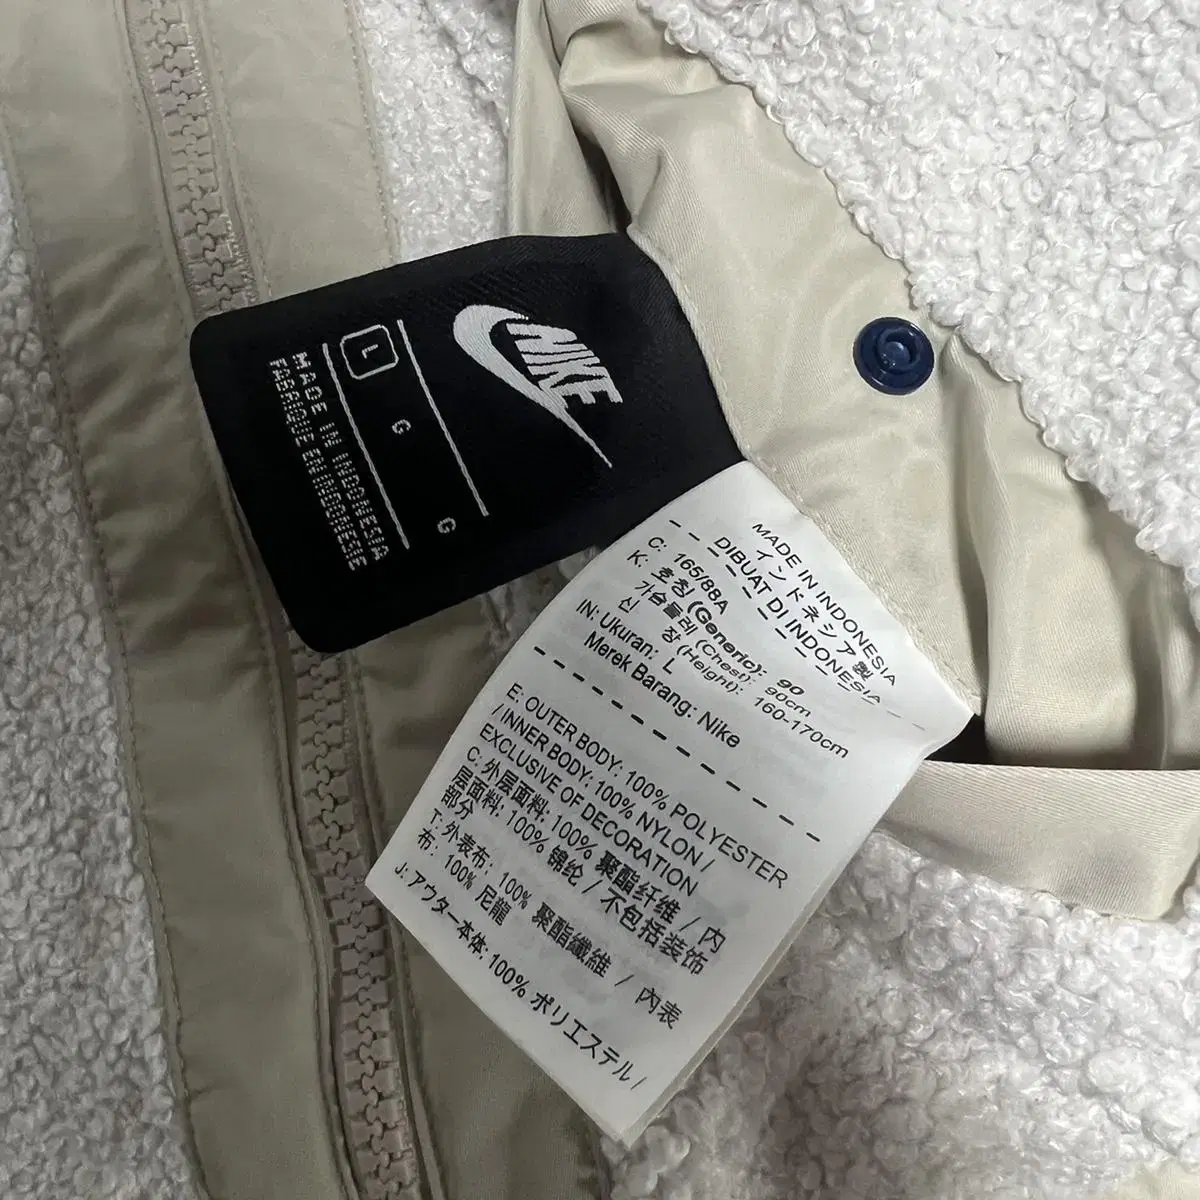 NIKE
L G G
MADE IN INDONESIA
FABRIQUE EN INDONESIE
MADE IN INDONESIA
インドネシア製
DIBUAT DI INDONESIA
C: 165/88A
K: 호칭 (Generic): 90
가슴둘레 (Chest): 90cm
신 장 (Height): 160-170cm
IN: Ukuran: L
Merek Barang: Nike
E: OUTER BODY: 100% POLYESTER
/ INNER BODY: 100% NYLON /
EXCLUSIVE OF DECORATION
C: 外层面料: 100% 聚酯纤维 / 内
层面料: 100% 锦纶 / 不包括装饰
部分
T: 外表布: 100% 聚酯纖維 / 內表
布: 100% 尼龍
J: アウター本体: 100% ポリエステル /